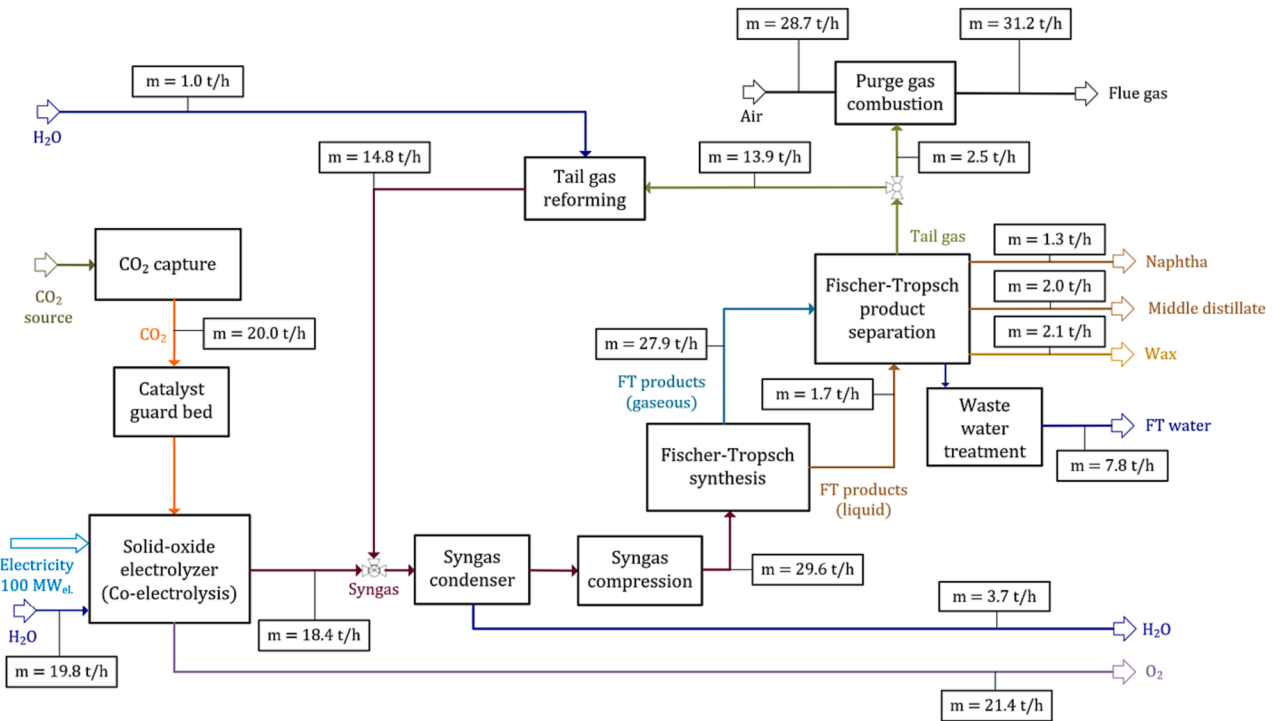 m = 28.7 t/h
m = 31.2 t/h
Purge gas
combustion
Air
Flue gas
m = 1.0 t/h
H₂O
m = 14.8 t/h
m = 13.9 t/h
m = 2.5 t/h
Tail gas
reforming
Tail gas
CO₂ capture
CO₂
source
CO₂
m = 20.0 t/h
Catalyst
guard bed
Fischer-Tropsch
product
separation
m = 1.3 t/h
Naphtha
m = 2.0 t/h
Middle distillate
m = 2.1 t/h
Wax
m = 27.9 t/h
FT products
(gaseous)
m = 1.7 t/h
Waste
water
treatment
FT water
m = 7.8 t/h
Fischer-Tropsch
synthesis
FT products
(liquid)
Electricity
100 MWel.
H₂O
m = 19.8 t/h
Solid-oxide
electrolyzer
(Co-electrolysis)
m = 18.4 t/h
Syngas
Syngas
condenser
Syngas
compression
m = 29.6 t/h
m = 3.7 t/h
H₂O
O₂
m = 21.4 t/h